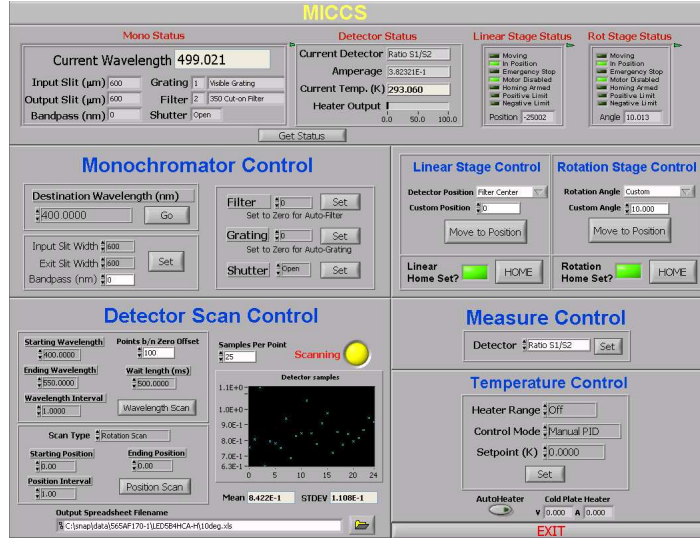 MICCS
Mono Status
Current Wavelength 499.021
Input Slit (µm) 600 Grating 1 Visible Grating
Output Slit (µm) 600 Filter 2 350 Cut-on Filter
Bandpass (nm) 0 Shutter Open
Detector Status
Current Detector Ratio S1/S2
Amperage 3.82321E-1
Current Temp. (K) 293.060
Heater Output
0.0 50.0 100.0
Linear Stage Status
Moving
In Position
Emergency Stop
Motor Disabled
Homing Armed
Positive Limit
Negative Limit
Position -25002
Rot Stage Status
Moving
In Position
Emergency Stop
Motor Disabled
Homing Armed
Positive Limit
Negative Limit
Angle 10.013
Get Status
Monochromator Control
Destination Wavelength (nm)
400.0000 Go
Input Slit Width 600
Exit Slit Width 600
Bandpass (nm) 0
Set
Filter 0 Set
Set to Zero for Auto-Filter
Grating 0 Set
Set to Zero for Auto-Grating
Shutter Open Set
Linear Stage Control
Detector Position Filter Center
Custom Position 0
Move to Position
Linear
Home Set? HOME
Rotation Stage Control
Rotation Angle Custom
Custom Angle 10.000
Move to Position
Rotation
Home Set? HOME
Detector Scan Control
Starting Wavelength Points b/n Zero Offset
400.0000 100
Ending Wavelength Wait length (ms)
550.0000 500.0000
Wavelength Interval
1.0000 Wavelength Scan
Scan Type Rotation Scan
Starting Position Ending Position
0.00 0.00
Position Interval
1.00 Position Scan
Samples Per Point
25 Scanning
Detector samples
1.1E+0
1.0E+0
9.0E-1
8.0E-1
7.0E-1
6.3E-1
0 5 10 15 20 24
Mean 8.422E-1 STDEV 1.108E-1
Output Spreadsheet Filename
C:\snap\data\565AF170-1\LED5B4HCA-H\10deg.xls
Measure Control
Detector Ratio S1/S2 Set
Temperature Control
Heater Range Off
Control Mode Manual PID
Setpoint (K) 0.0000
Set
AutoHeater Cold Plate Heater
V 0.000 A 0.000
EXIT